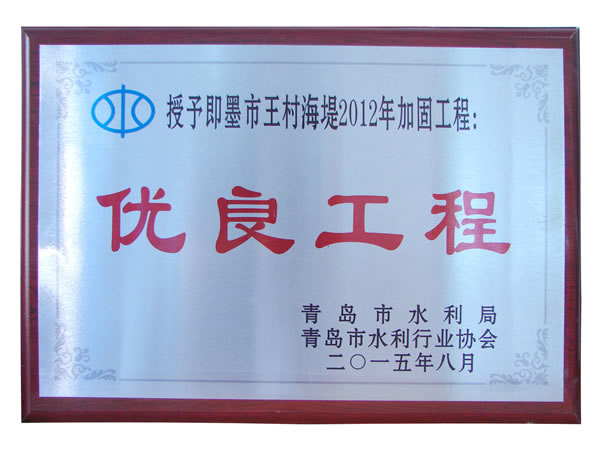 授予即墨市王村海堤2012年加固工程:
优良工程
青岛市水利局
青岛市水利行业协会
二〇一五年八月